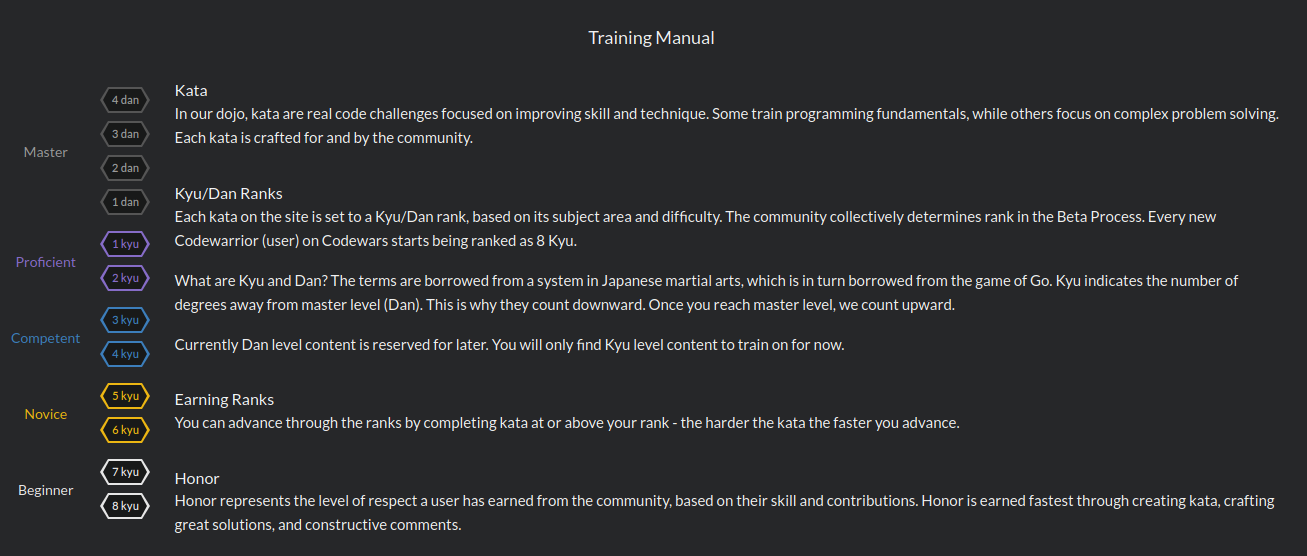 Training Manual
4 dan
3 dan
Master
2 dan
1 dan
1 kyu
Proficient
2 kyu
3 kyu
Competent
4 kyu
5 kyu
Novice
6 kyu
7 kyu
Beginner
8 kyu
Kata
In our dojo, kata are real code challenges focused on improving skill and technique. Some train programming fundamentals, while others focus on complex problem solving.
Each kata is crafted for and by the community.
Kyu/Dan Ranks
Each kata on the site is set to a Kyu/Dan rank, based on its subject area and difficulty. The community collectively determines rank in the Beta Process. Every new
Codewarrior (user) on Codewars starts being ranked as 8 Kyu.
What are Kyu and Dan? The terms are borrowed from a system in Japanese martial arts, which is in turn borrowed from the game of Go. Kyu indicates the number of
degrees away from master level (Dan). This is why they count downward. Once you reach master level, we count upward.
Currently Dan level content is reserved for later. You will only find Kyu level content to train on for now.
Earning Ranks
You can advance through the ranks by completing kata at or above your rank - the harder the kata the faster you advance.
Honor
Honor represents the level of respect a user has earned from the community, based on their skill and contributions. Honor is earned fastest through creating kata, crafting
great solutions, and constructive comments.